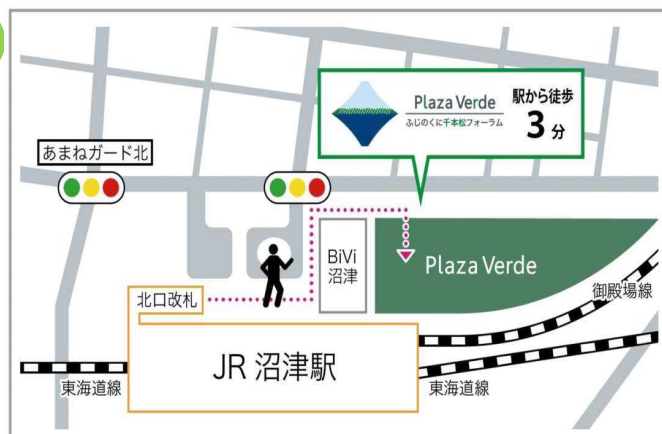 Plaza Verde
ふじのくに千本松フォーラム
駅から徒歩
3分
あまねガード北
BiVi
沼津
Plaza Verde
北口改札
御殿場線
JR 沼津駅
東海道線
東海道線